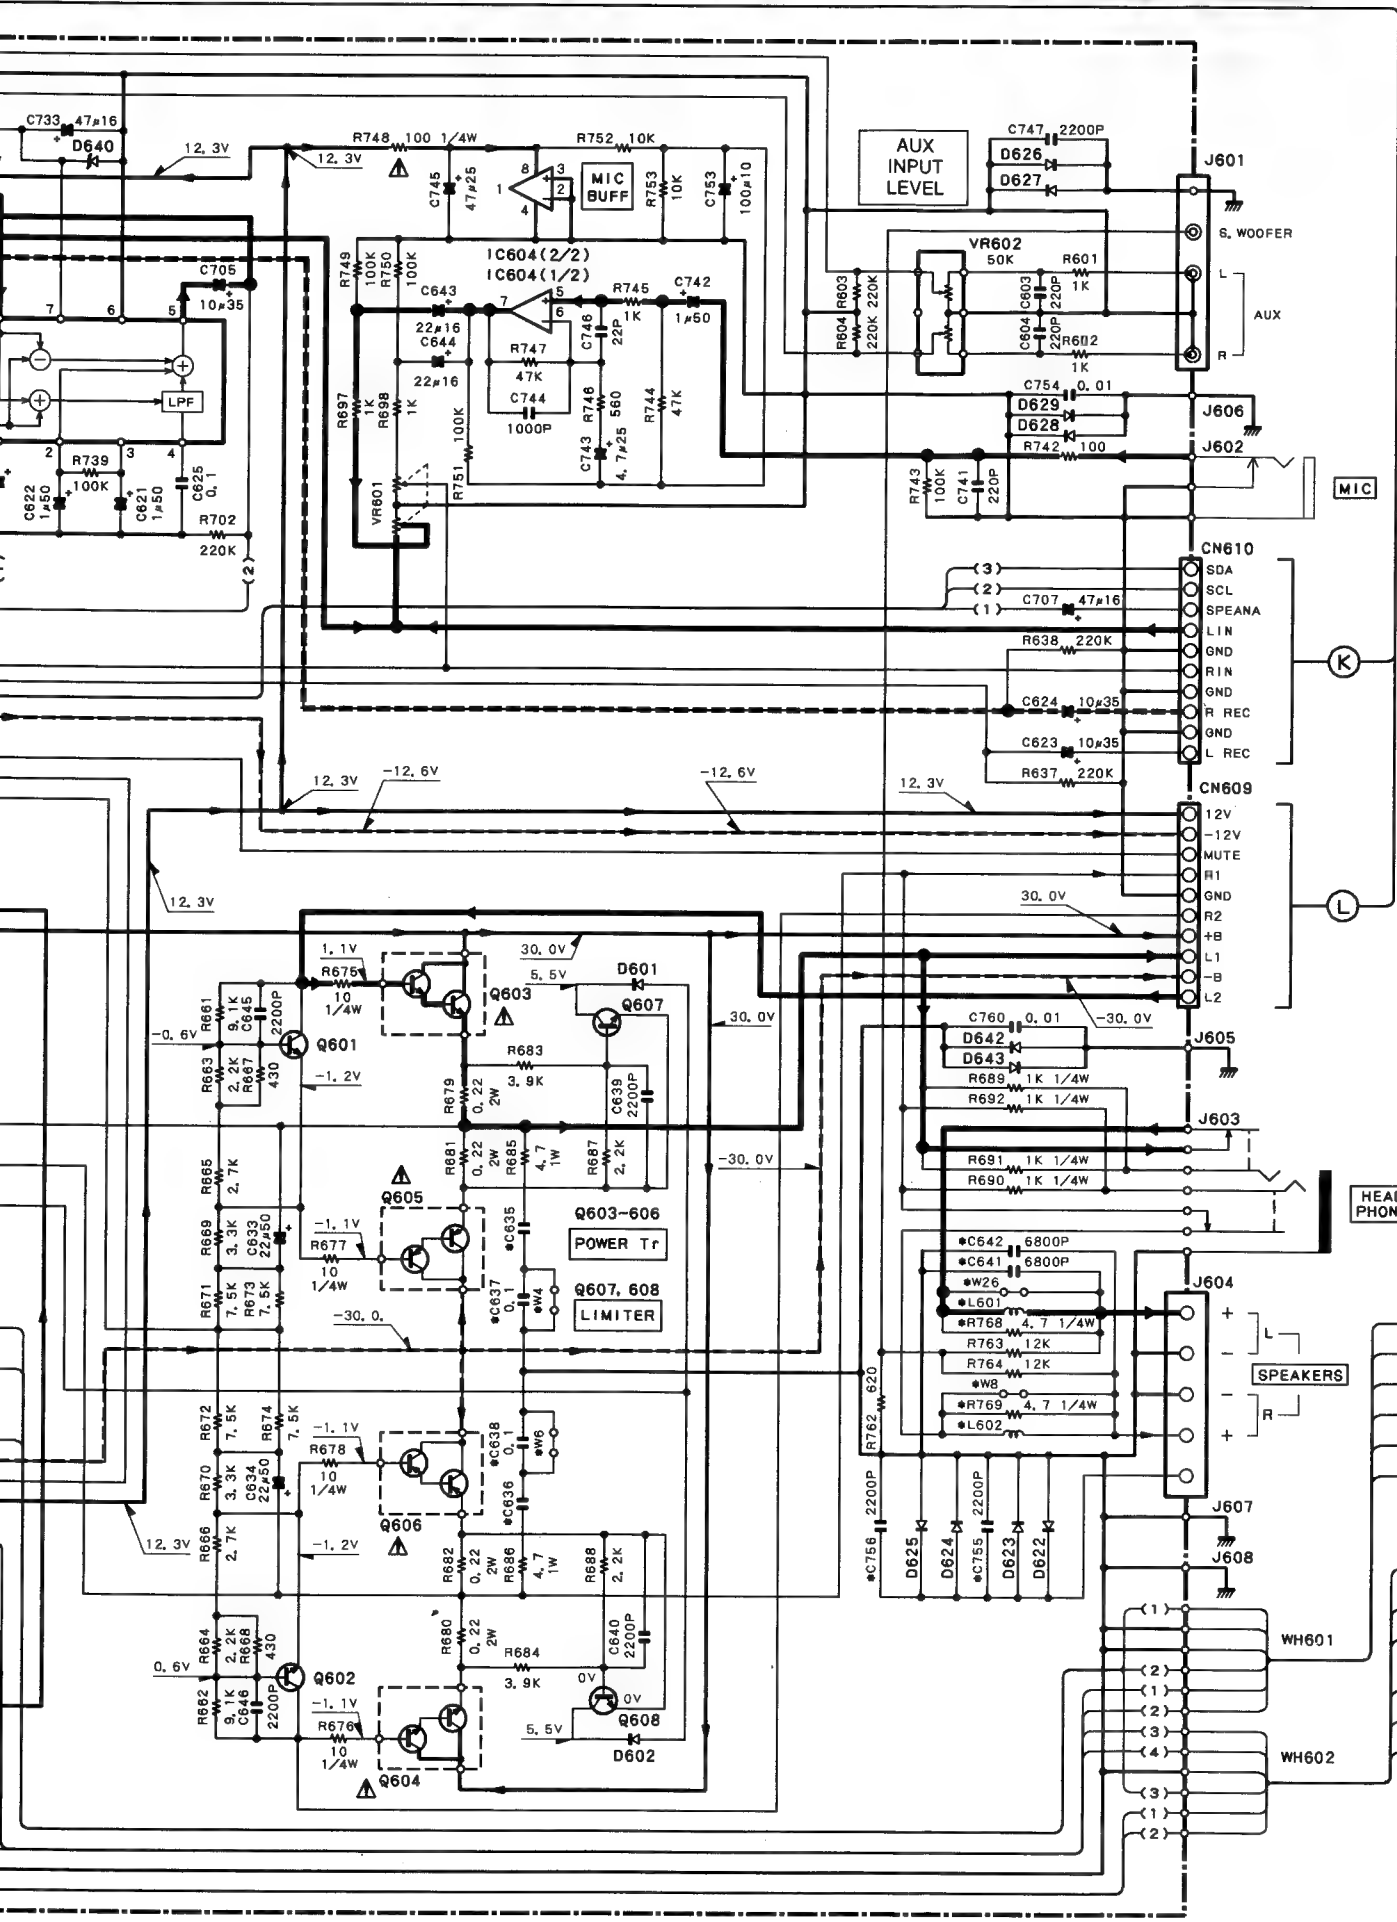 C733 47µ16
D640
12.3V
12.3V
R748 100 1/4W
C745 47µ25
8 3
1 2
4
MIC
BUFF
R752 10K
R753 10K
C753 100µ10
AUX
INPUT
LEVEL
C747 2200P
D626
D627
J601
S. WOOFER
L
AUX
R
VR602
50K
R601
1K
R603 220K
R604 220K
C603 220P
C604 220P
R602
1K
IC604(2/2)
IC604(1/2)
R749 100K
R750 100K
C705
10µ35
C643
22µ16
C644
22µ16
7 5
6
C746 22P
R745
1K
C742
1µ50
R747
47K
C744
1000P
R746 560
R744 47K
C743 4.7µ25
R697 1K
R698 1K
100K R751
VR601
7 6 5
LPF
2 3 4
R739
100K
C622 1µ50
C621 1µ50
C625 0.1
R702
220K
(2)
C754 0.01
D629
D628
R742 100
J606
J602
R743 100K
C741 220P
MIC
CN610
SDA
SCL
SPEANA
LIN
GND
RIN
GND
R REC
GND
L REC
K
(3)
(2)
(1)
C707 47µ16
R638 220K
C624 10µ35
C623 10µ35
R637 220K
12.3V
-12.6V
-12.6V
12.3V
CN609
12V
-12V
MUTE
R1
GND
R2
+B
L1
-B
L2
L
12.3V
30.0V
1.1V
R675
10
1/4W
Q603
30.0V
5.5V
D601
Q607
30.0V
-30.0V
R661 9.1K
C645 2200P
-0.6V
Q601
-1.2V
R663 2.2K
R667 430
R683
3.9K
R679 0.22 2W
C639 2200P
R681 0.22 2W
R685 4.7 1W
R687 2.2K
-30.0V
C760 0.01
D642
D643
R689 1K 1/4W
R692 1K 1/4W
J605
J603
R691 1K 1/4W
R690 1K 1/4W
R665 2.7K
R669 3.3K
C633 22µ50
R671 7.5K
R673 7.5K
Q605
-1.1V
R677
10
1/4W
*C635
*C637 0.1
*W4
Q603~606
POWER Tr
Q607, 608
LIMITER
-30.0.
*C642 6800P
*C641 6800P
*W26
*L601
*R768 4.7 1/4W
R763 12K
R764 12K
*W8
*R769 4.7 1/4W
*L602
R762 620
J604
+
L
-
SPEAKERS
-
R
+
R672 7.5K
R674 7.5K
R670 3.3K
C634 22µ50
R666 2.7K
-1.1V
R678
10
1/4W
Q606
*C638 0.1
*W6
*C636
12.3V
-1.2V
R682 0.22 2W
R686 4.7 1W
R688 2.2K
*C756 2200P
D625
D624
*C755 2200P
D623
D622
J607
J608
R664 2.2K
R668 430
0.6V
Q602
R662 9.1K
C646 2200P
-1.1V
R676
10
1/4W
Q604
R680 0.22 2W
R684
3.9K
C640 2200P
0V
0V
Q608
5.5V
D602
(1)
WH601
(2)
(1)
(2)
(3)
(4)
WH602
(3)
(1)
(2)